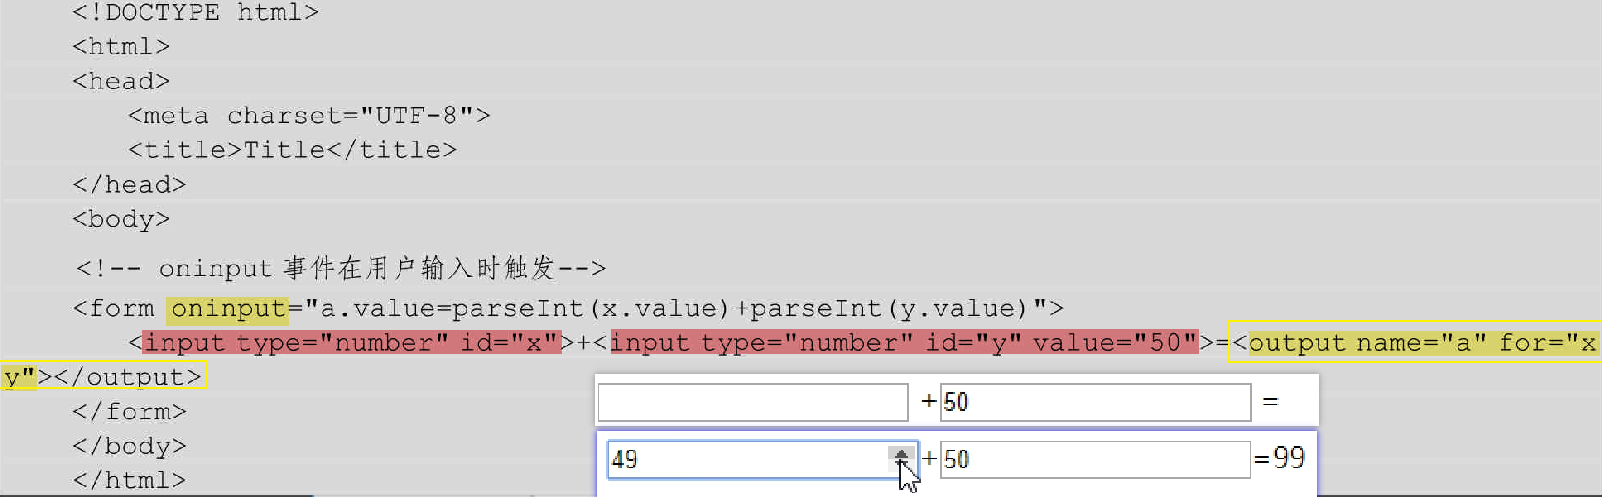 <!DOCTYPE html>
<html>
<head>
<meta charset="UTF-8">
<title>Title</title>
</head>
<body>
<!-- oninput 事件在用户输入时触发-->
<form oninput="a.value=parseInt(x.value)+parseInt(y.value)">
<input type="number" id="x">+<input type="number" id="y" value="50">=<output name="a" for="x
y"></output>
+50 =
</form>
</body>
49 +50 =99
</html>